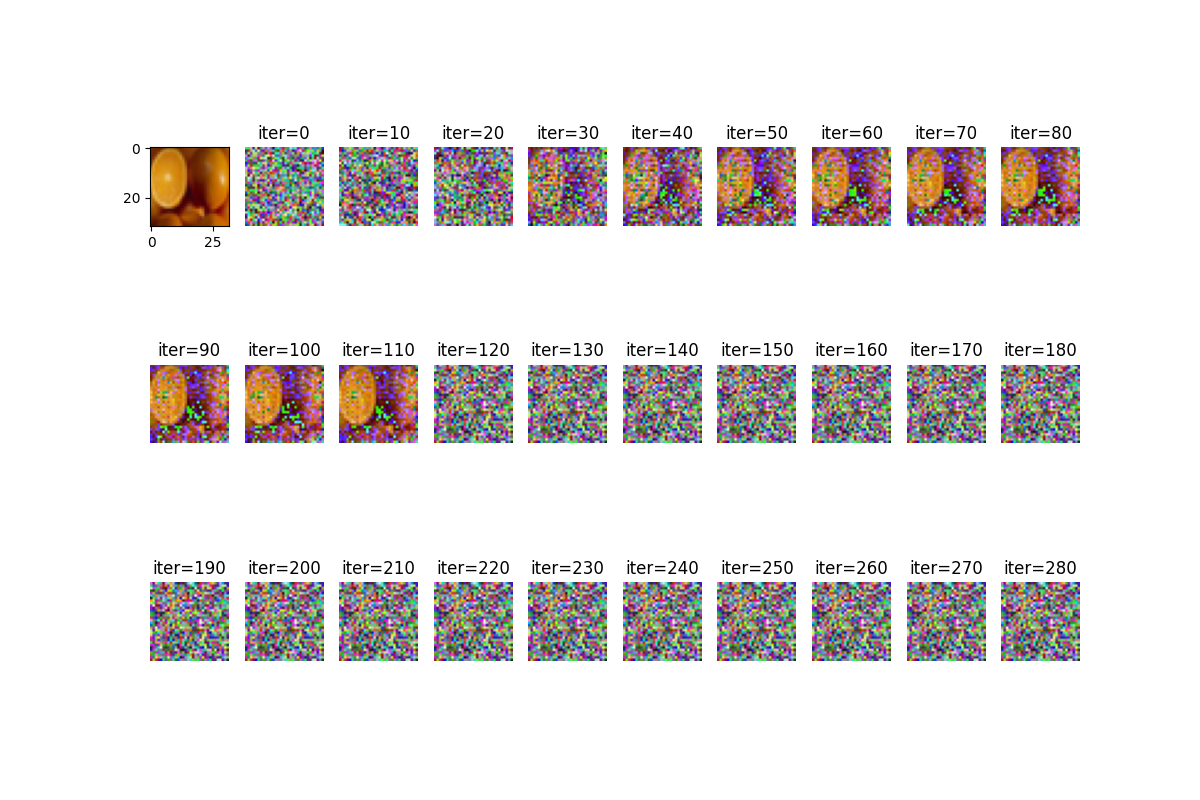 iter=0 iter=10 iter=20 iter=30 iter=40 iter=50 iter=60 iter=70 iter=80
0
20
0 25
iter=90 iter=100 iter=110 iter=120 iter=130 iter=140 iter=150 iter=160 iter=170 iter=180
iter=190 iter=200 iter=210 iter=220 iter=230 iter=240 iter=250 iter=260 iter=270 iter=280